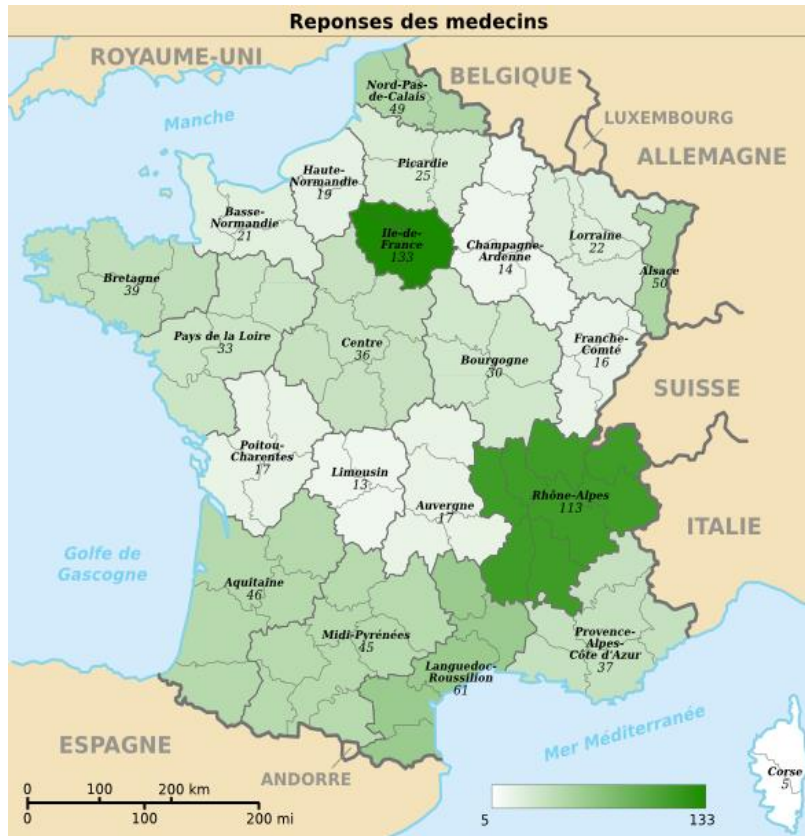 Reponses des medecins
ROYAUME-UNI
BELGIQUE
LUXEMBOURG
ALLEMAGNE
Manche
Nord-Pas-
de-Calais
49
Haute-
Normandie
19
Picardie
25
Basse-
Normandie
21
Ile-de-
France
133
Champagne-
Ardenne
14
Lorraine
22
Alsace
50
Bretagne
39
Pays de la Loire
33
Centre
36
Bourgogne
30
Franche-
Comté
16
SUISSE
Poitou-
Charentes
17
Limousin
13
Auvergne
17
Rhône-Alpes
113
ITALIE
Golfe de
Gascogne
Aquitaine
46
Midi-Pyrénées
45
Languedoc-
Roussillon
61
Provence-
Alpes-
Côte d'Azur
37
ESPAGNE
ANDORRE
Mer Méditerranée
Corse
5
0 100 200 km
0 100 200 mi
5 133